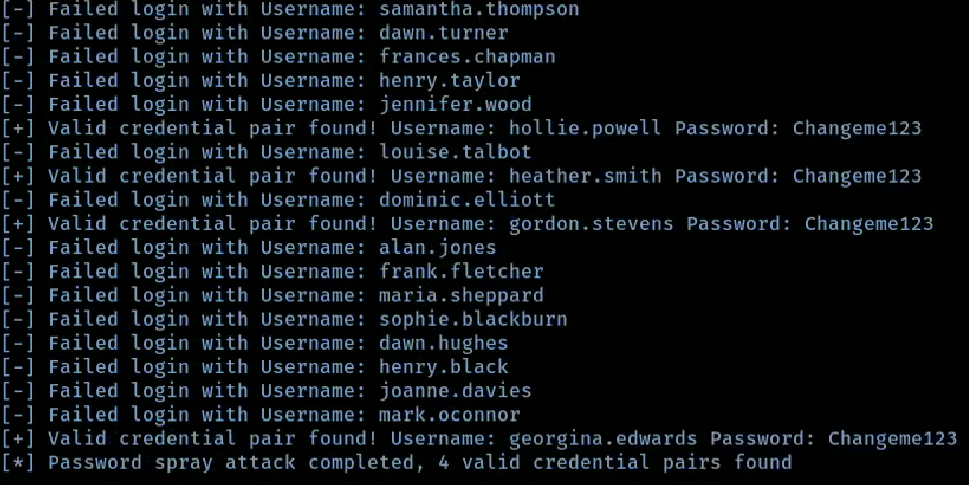 [-] Failed login with Username: samantha.thompson
[-] Failed login with Username: dawn.turner
[-] Failed login with Username: frances.chapman
[-] Failed login with Username: henry.taylor
[-] Failed login with Username: jennifer.wood
[+] Valid credential pair found! Username: hollie.powell Password: Changeme123
[-] Failed login with Username: louise.talbot
[+] Valid credential pair found! Username: heather.smith Password: Changeme123
[-] Failed login with Username: dominic.elliott
[+] Valid credential pair found! Username: gordon.stevens Password: Changeme123
[-] Failed login with Username: alan.jones
[-] Failed login with Username: frank.fletcher
[-] Failed login with Username: maria.sheppard
[-] Failed login with Username: sophie.blackburn
[-] Failed login with Username: dawn.hughes
[-] Failed login with Username: henry.black
[-] Failed login with Username: joanne.davies
[-] Failed login with Username: mark.oconnor
[+] Valid credential pair found! Username: georgina.edwards Password: Changeme123
[*] Password spray attack completed, 4 valid credential pairs found